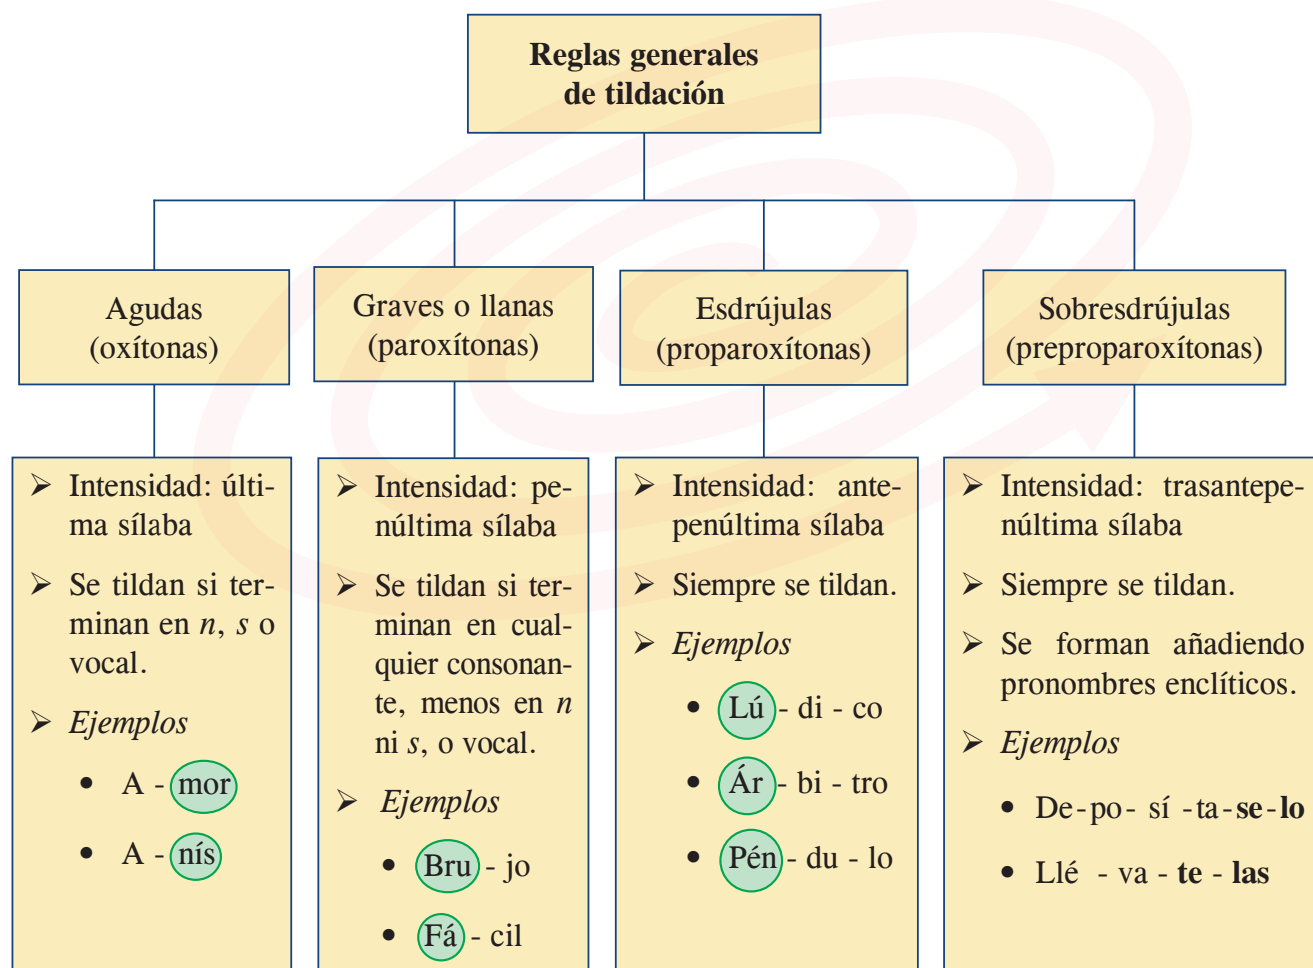 Reglas generales
de tildación
Agudas
(oxítonas)
Graves o llanas
(paroxítonas)
Esdrújulas
(proparoxítonas)
Sobresdrújulas
(preproparoxítonas)
➢ Intensidad: últi-
ma sílaba
➢ Se tildan si ter-
minan en n, s o
vocal.
➢ Ejemplos
• A - mor
• A - nís
➢ Intensidad: pe-
núltima sílaba
➢ Se tildan si ter-
minan en cual-
quier consonan-
te, menos en n
ni s, o vocal.
➢ Ejemplos
• Bru - jo
• Fá - cil
➢ Intensidad: ante-
penúltima sílaba
➢ Siempre se tildan.
➢ Ejemplos
• Lú - di - co
• Ár - bi - tro
• Pén - du - lo
➢ Intensidad: trasantepe-
núltima sílaba
➢ Siempre se tildan.
➢ Se forman añadiendo
pronombres enclíticos.
➢ Ejemplos
• De - po - sí - ta - se - lo
• Llé - va - te - las